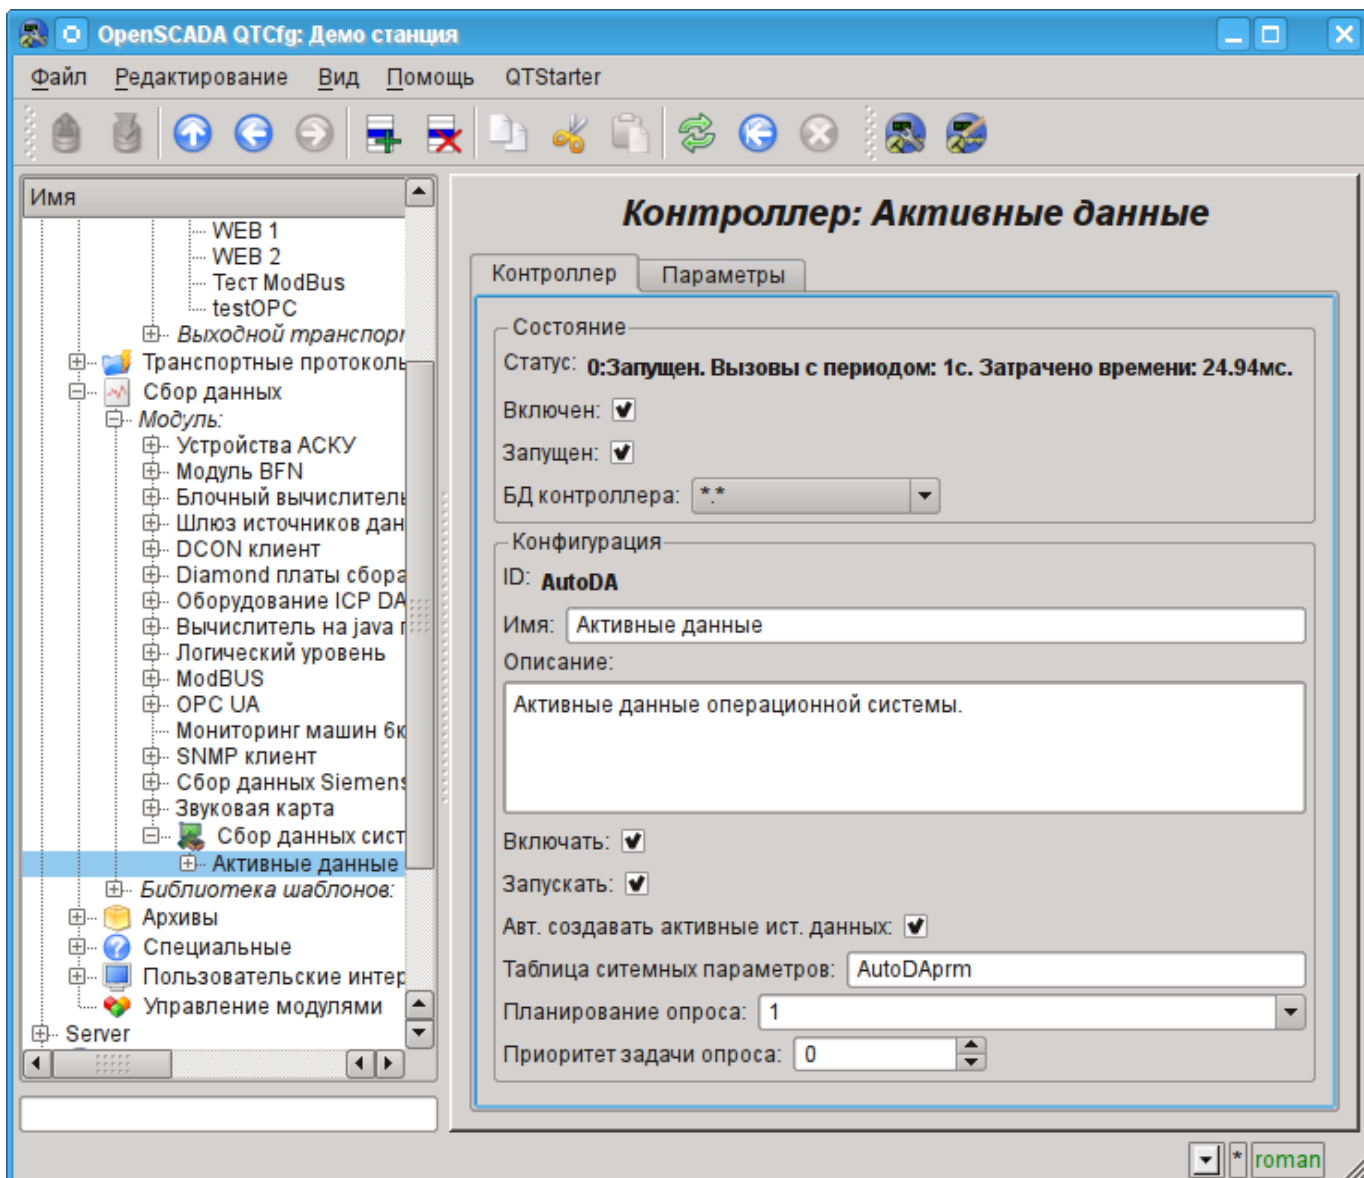 OpenSCADA QTCfg: Демо станция
Файл Редактирование Вид Помощь QTStarter
Имя
WEB 1
WEB 2
Тест ModBus
testOPC
Выходной транспорт
Транспортные протоколь
Сбор данных
Модуль:
Устройства АСКУ
Модуль BFN
Блочный вычислитель
Шлюз источников дан
DCON клиент
Diamond платы сбора
Оборудование ICP DA
Вычислитель на java п
Логический уровень
ModBUS
OPC UA
Мониторинг машин 6к
SNMP клиент
Сбор данных Siemens
Звуковая карта
Сбор данных сист
Активные данные
Библиотека шаблонов:
Архивы
Специальные
Пользовательские интер
Управление модулями
Server
Контроллер: Активные данные
Контроллер Параметры
Состояние
Статус: 0:Запущен. Вызовы с периодом: 1с. Затрачено времени: 24.94мс.
Включен:
Запущен:
БД контроллера: *.*
Конфигурация
ID: AutoDA
Имя: Активные данные
Описание:
Активные данные операционной системы.
Включать:
Запускать:
Авт. создавать активные ист. данных:
Таблица ситемных параметров: AutoDAprm
Планирование опроса: 1
Приоритет задачи опроса: 0
* roman